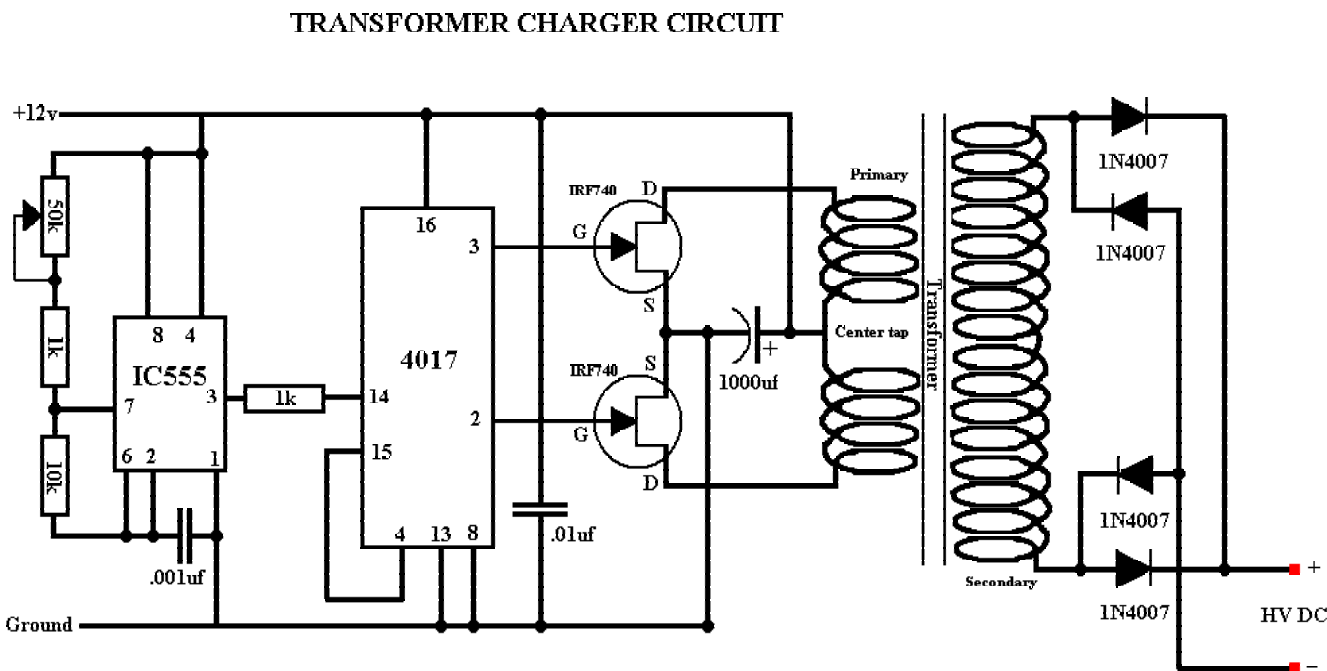 TRANSFORMER CHARGER CIRCUIT
+12v
50k
1k
10k
8 4
IC555
3
7
6 2 1
.001uf
Ground
1k
16
3
4017
14
2
15
4 13 8
.01uf
IRF740
D
G
S
IRF740
S
G
D
1000uf
+
Primary
Center tap
Transformer
Secondary
1N4007
1N4007
1N4007
1N4007
+
HV DC
−